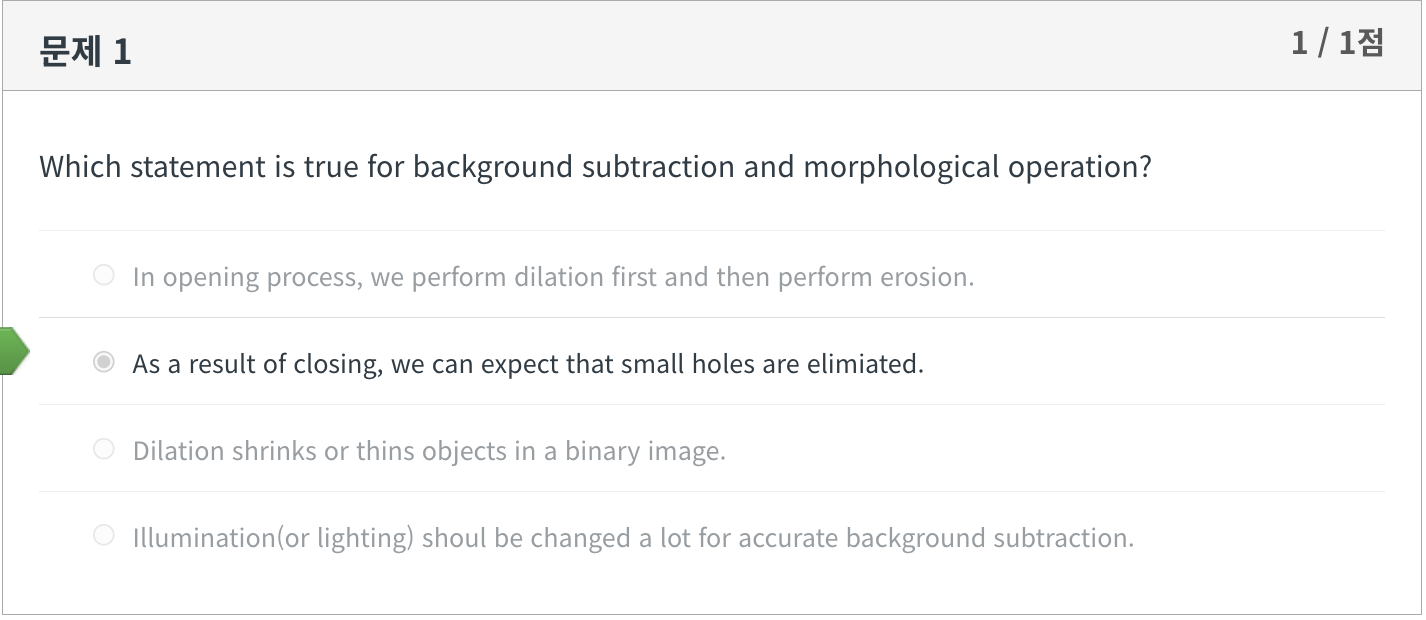 문제 1
1 / 1점
Which statement is true for background subtraction and morphological operation?
In opening process, we perform dilation first and then perform erosion.
As a result of closing, we can expect that small holes are elimiated.
Dilation shrinks or thins objects in a binary image.
Illumination(or lighting) shoul be changed a lot for accurate background subtraction.